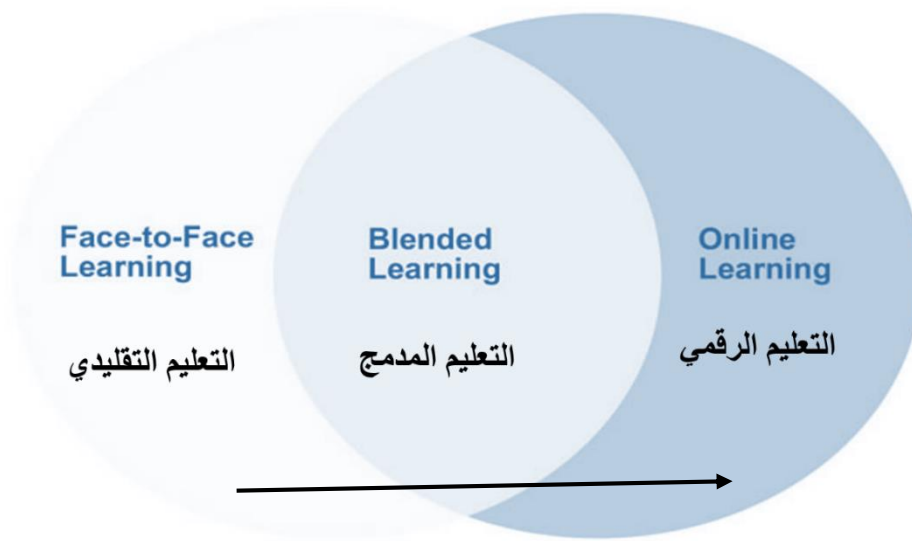 Face-to-Face
Learning
التعليم التقليدي
Blended
Learning
التعليم المدمج
Online
Learning
التعليم الرقمي